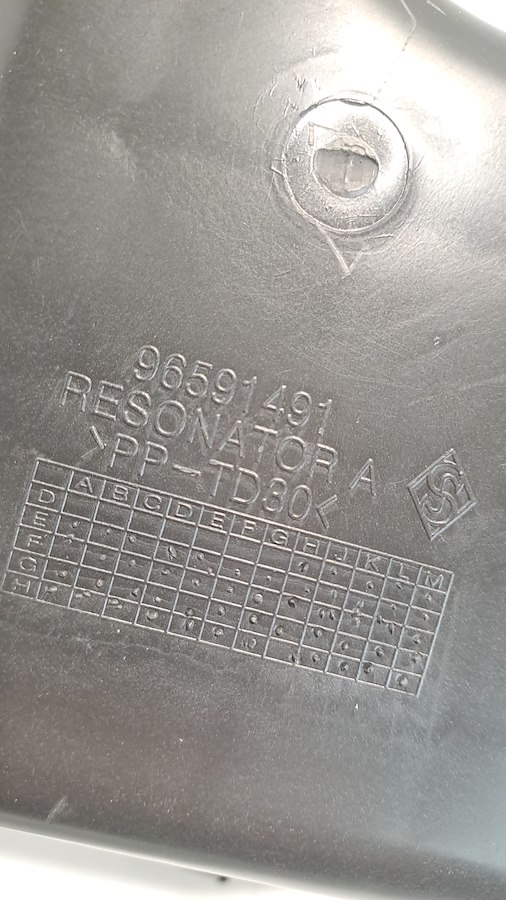 96591491
RESONATOR A
>PP-TD30<
A B C D E F G H J K L M
D
E
F
G
H